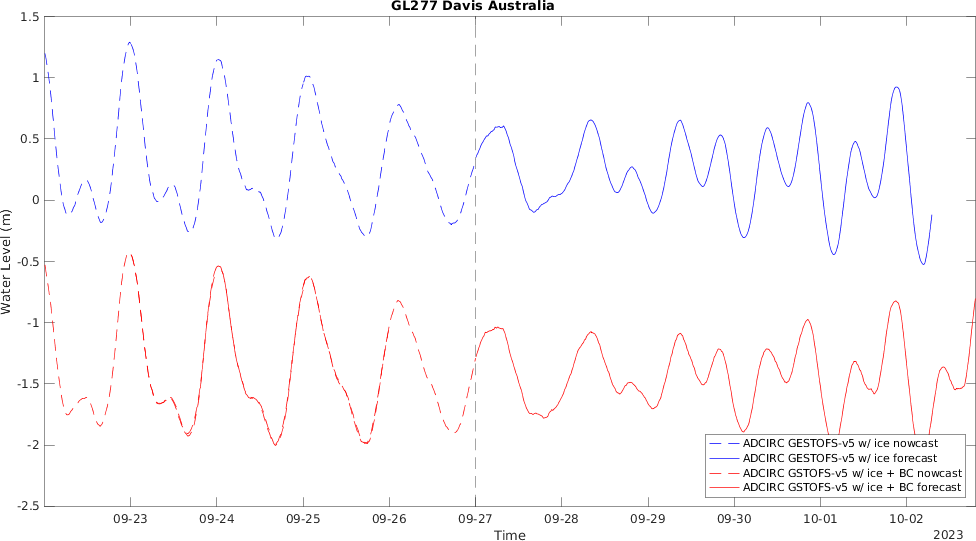 GL277 Davis Australia
Water Level (m)
1.5
1
0.5
0
-0.5
-1
-1.5
-2
-2.5
ADCIRC GESTOFS-v5 w/ ice nowcast
ADCIRC GESTOFS-v5 w/ ice forecast
ADCIRC GSTOFS-v5 w/ ice + BC nowcast
ADCIRC GSTOFS-v5 w/ ice + BC forecast
09-23 09-24 09-25 09-26 09-27 09-28 09-29 09-30 10-01 10-02
Time
2023